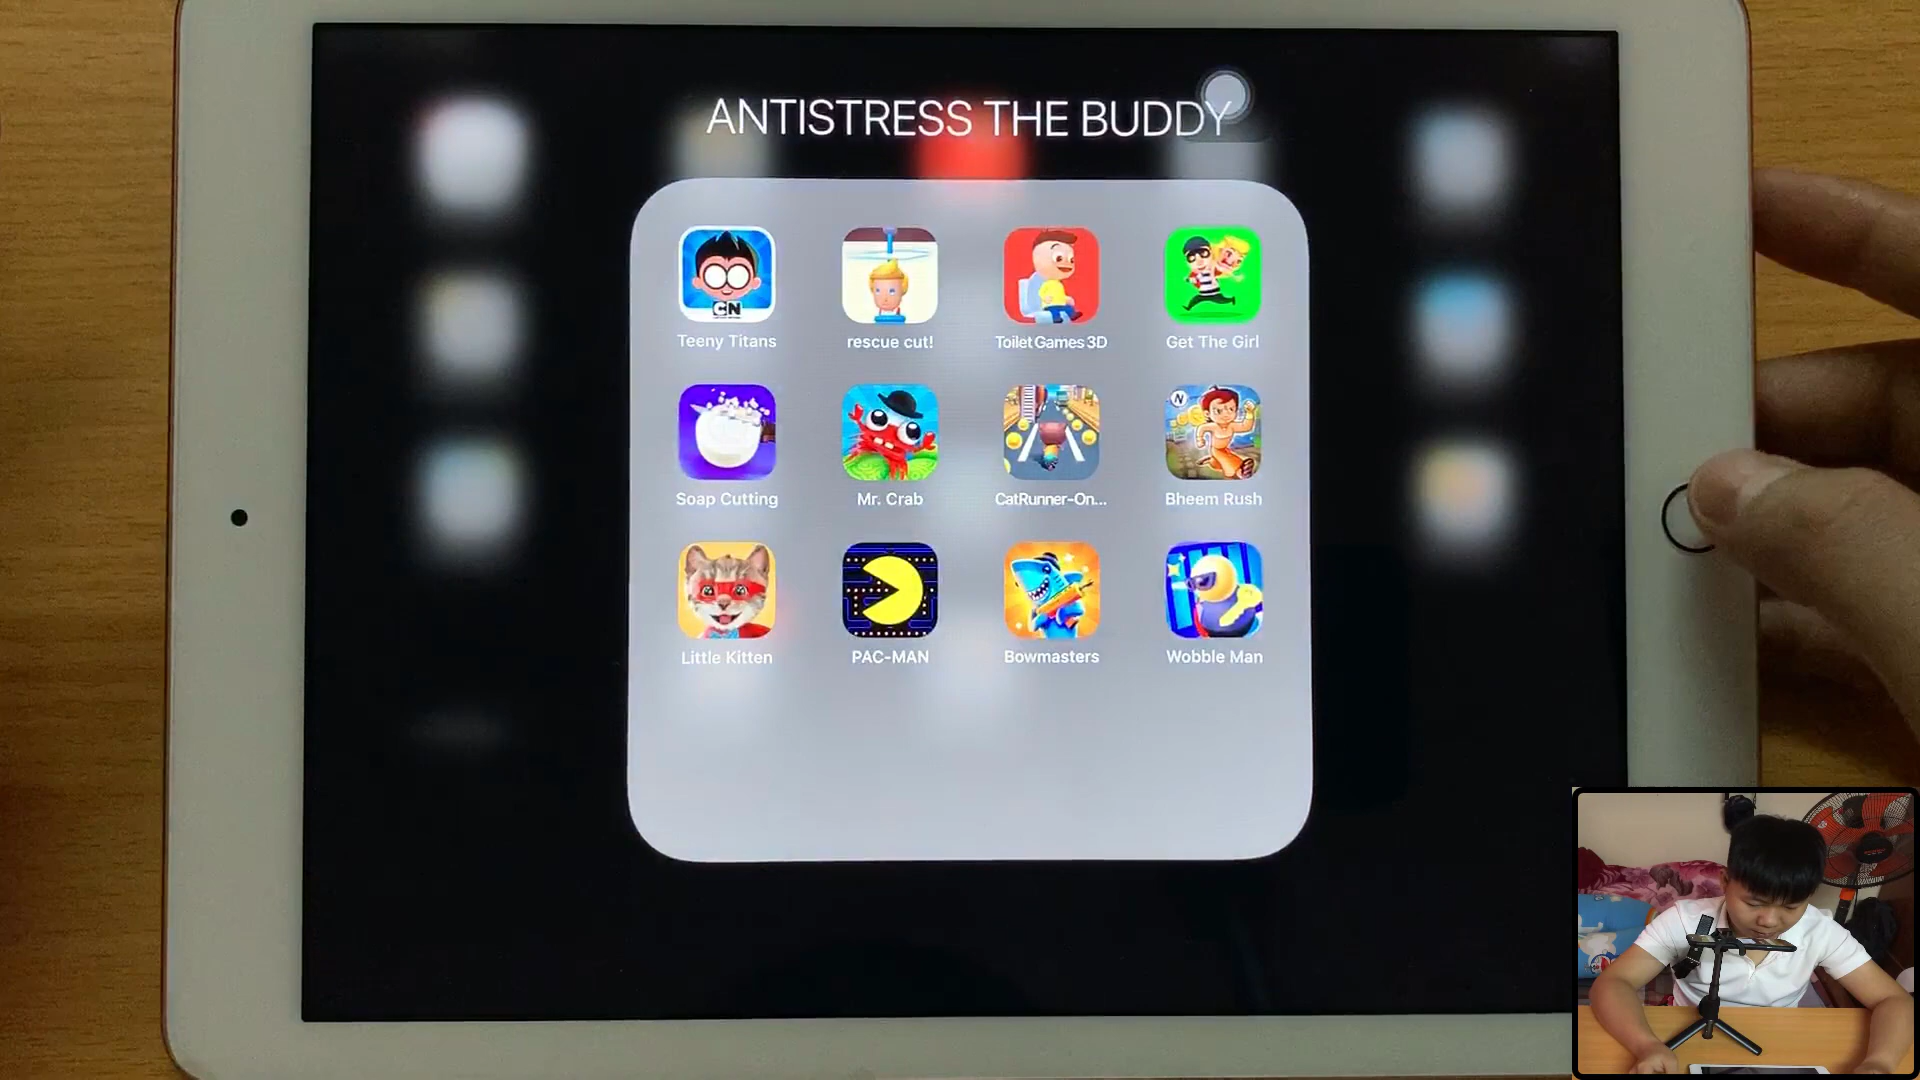 ANTISTRESS THE BUDDY
CN
Teeny Titans
rescue cut!
Toilet Games 3D
Get The Girl
Soap Cutting
Mr. Crab
CatRunner-On...
N
Bheem Rush
Little Kitten
PAC-MAN
Bowmasters
Wobble Man